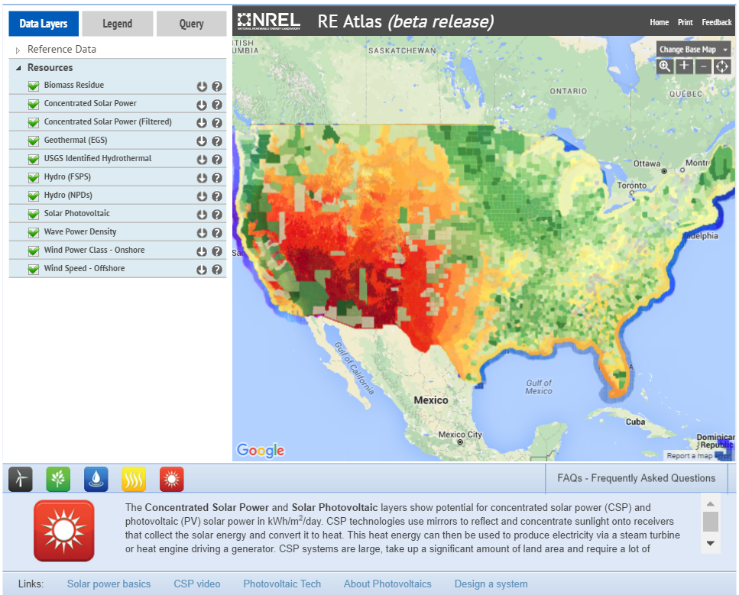 Data Layers
Legend
Query
NREL
NATIONAL RENEWABLE ENERGY LABORATORY
RE Atlas (beta release)
Home
Print
Feedback
Reference Data
Resources
Biomass Residue
Concentrated Solar Power
Concentrated Solar Power (Filtered)
Geothermal (EGS)
USGS Identified Hydrothermal
Hydro (FSPS)
Hydro (NPDs)
Solar Photovoltaic
Wave Power Density
Wind Power Class - Onshore
Wind Speed - Offshore
Change Base Map
TISH
UMBIA
SASKATCHEWAN
ONTARIO
QUEBEC
Ottawa
Montr
Toronto
delphia
Sa
Gulf of
California
Mexico
Gulf of
Mexico
Mexico City
Cuba
Dominican
Republic
Google
Report a map
FAQs - Frequently Asked Questions
The Concentrated Solar Power and Solar Photovoltaic layers show potential for concentrated solar power (CSP) and
photovoltaic (PV) solar power in kWh/m²/day. CSP technologies use mirrors to reflect and concentrate sunlight onto receivers
that collect the solar energy and convert it to heat. This heat energy can then be used to produce electricity via a steam turbine
or heat engine driving a generator. CSP systems are large, take up a significant amount of land area and require a lot of
Links:
Solar power basics
CSP video
Photovoltaic Tech
About Photovoltaics
Design a system